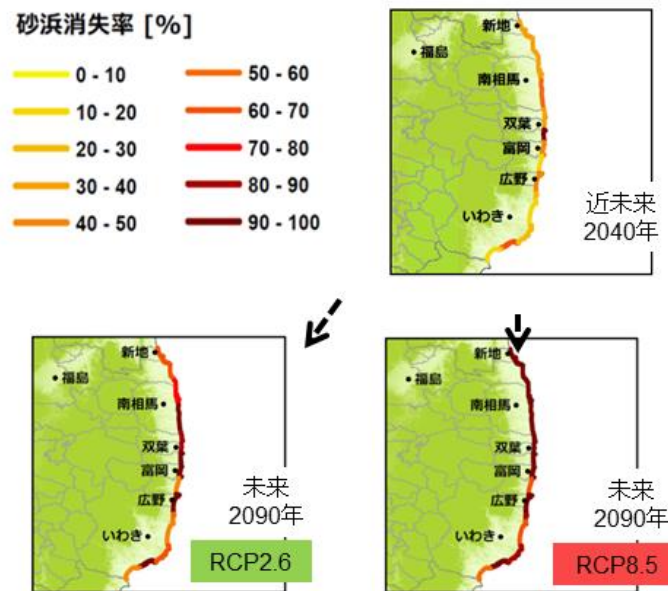 砂浜消失率 [%]
0 - 10
10 - 20
20 - 30
30 - 40
40 - 50
50 - 60
60 - 70
70 - 80
80 - 90
90 - 100
新地
福島
南相馬
双葉
富岡
広野
いわき
近未来
2040年
新地
福島
南相馬
双葉
富岡
広野
いわき
未来
2090年
RCP2.6
新地
福島
南相馬
双葉
富岡
広野
いわき
未来
2090年
RCP8.5